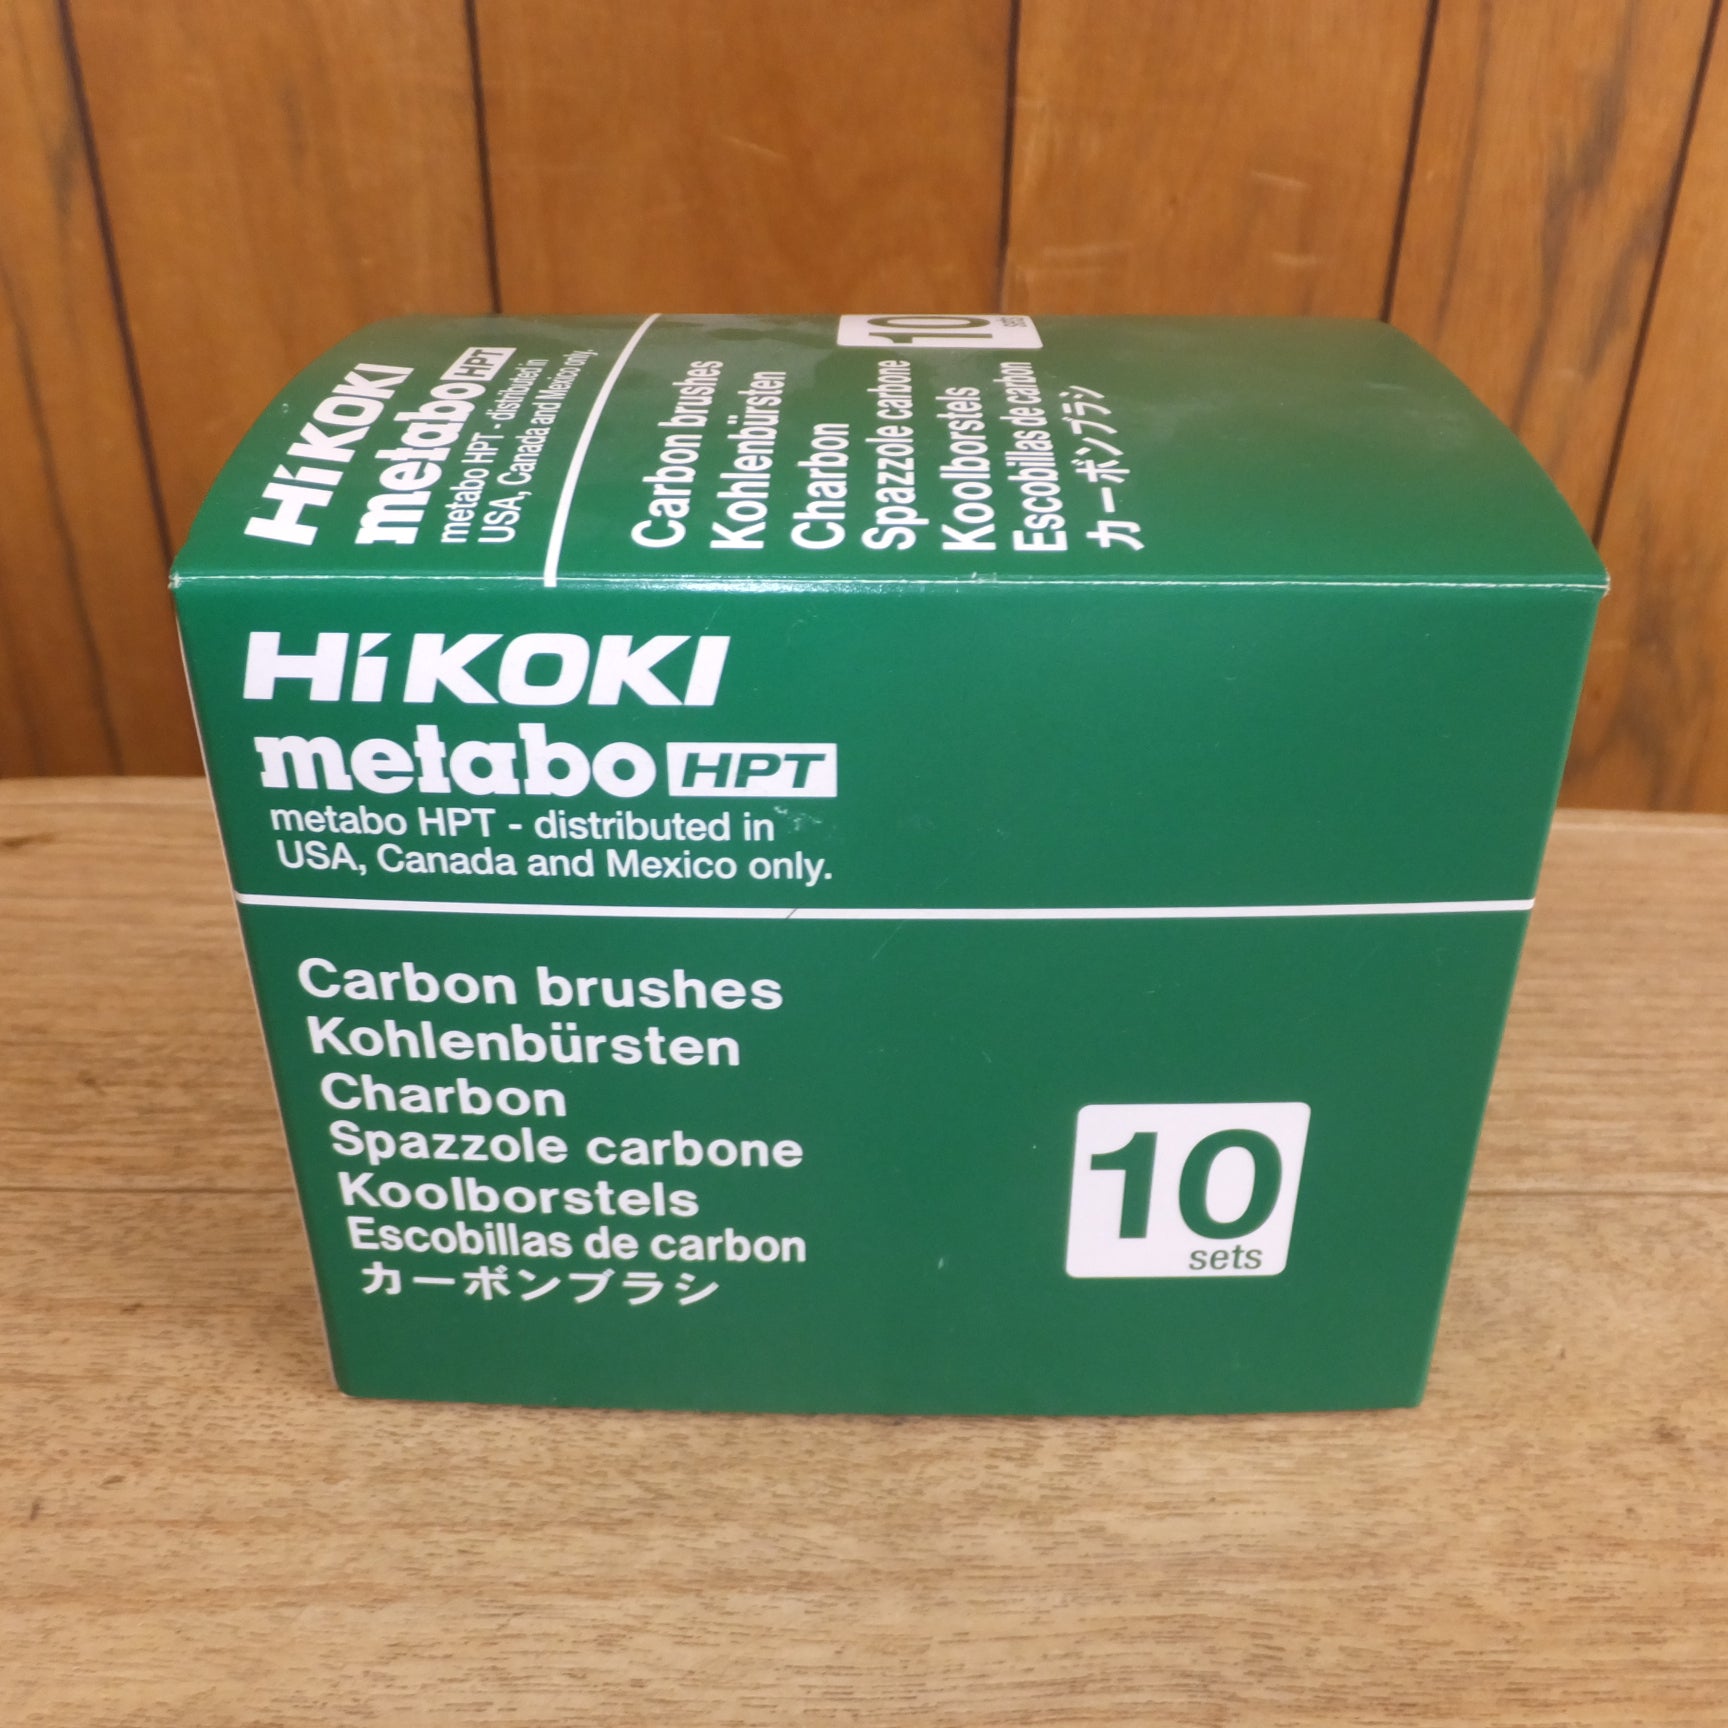 HiKOKI
metabo HPT
metabo HPT - distributed in
USA, Canada and Mexico only.
Carbon brushes
Kohlenbürsten
Charbon
Spazzole carbone
Koolborstels
Escobillas de carbon
カーボンブラシ
10
sets
HiKOKI
metabo HPT
metabo HPT - distributed in
USA, Canada and Mexico only.
Carbon brushes
Kohlenbürsten
Charbon
Spazzole carbone
Koolborstels
Escobillas de carbon
カーボンブラシ
10
sets